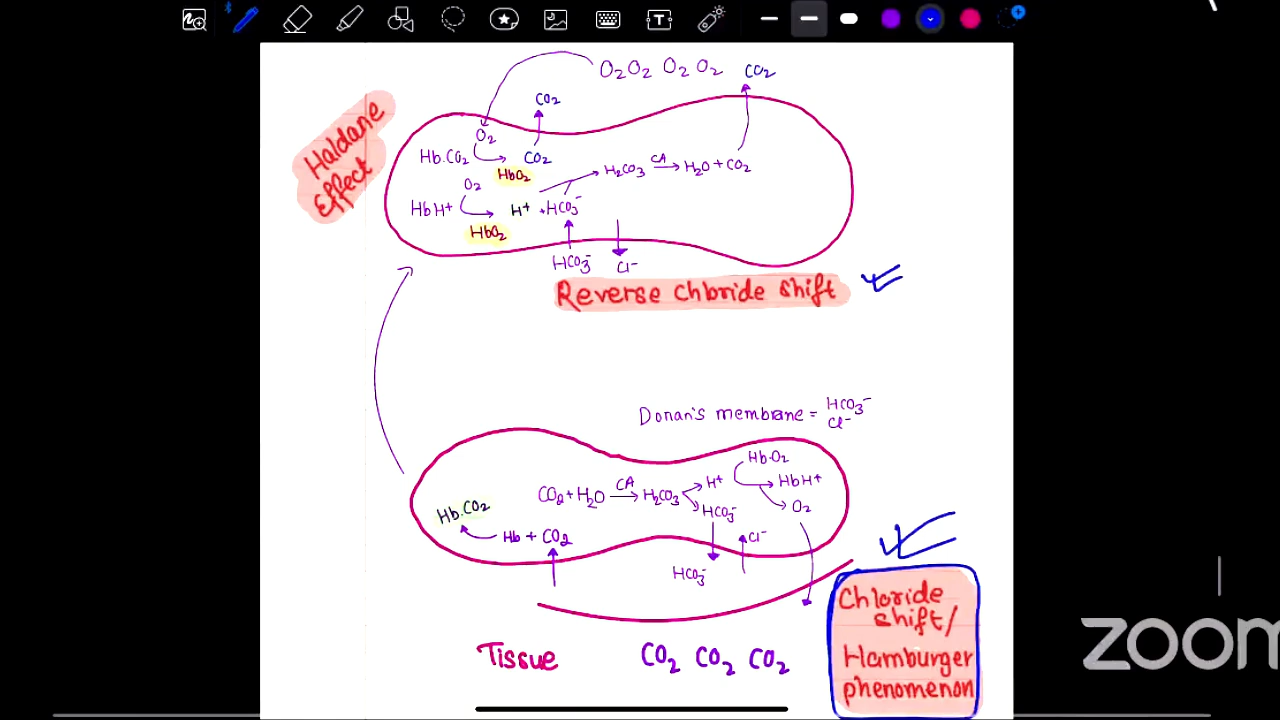 O2 O2 O2 O2 CO2
CO2
Haldane
Effect
O2
Hb.CO2 CO2
HbO2
H2CO3 CA H2O + CO2
O2
HbH+ H+ + HCO3-
HbO2
HCO3- Cl-
Reverse chloride shift
Donan's membrane = HCO3-
Cl-
Hb.O2
CO2 + H2O CA H2CO3 H+ HbH+
HCO3- O2
Hb.CO2
Hb + CO2 Cl-
HCO3-
Chloride
shift/
Hamburger
phenomenon
Tissue CO2 CO2 CO2
zoom